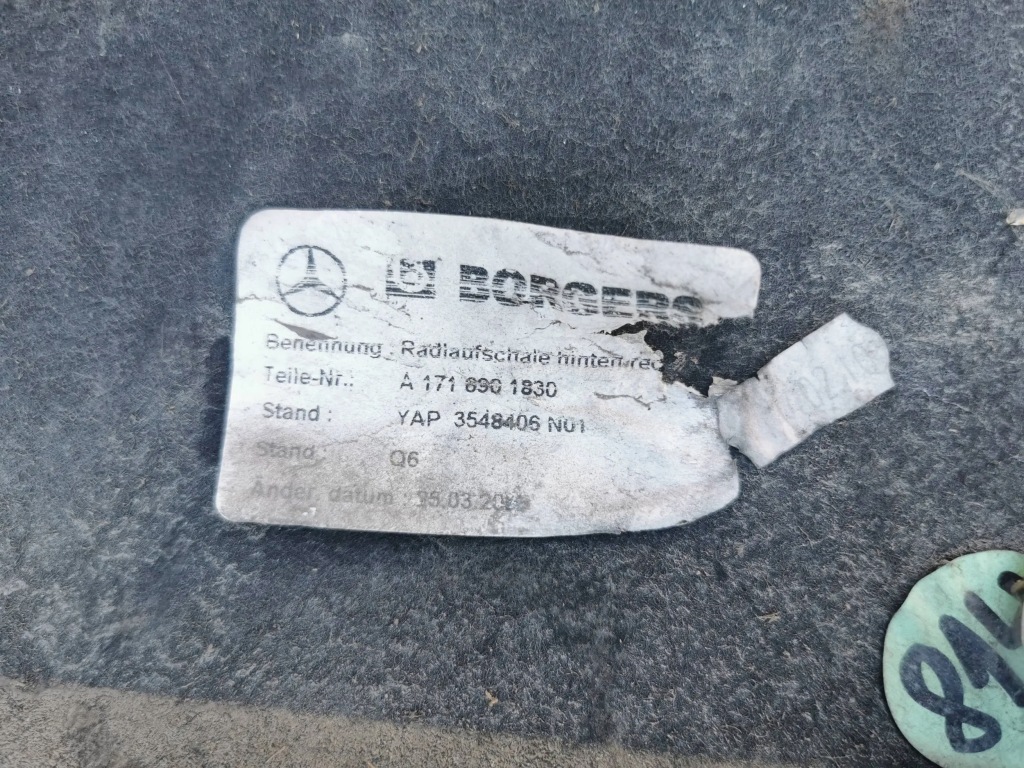 b BORGERS
Benennung : Radlaufschale hinten rec
Teile-Nr.: A 171 690 1830
Stand : YAP 3548406 N01
Stand : Q6
Änder. datum :